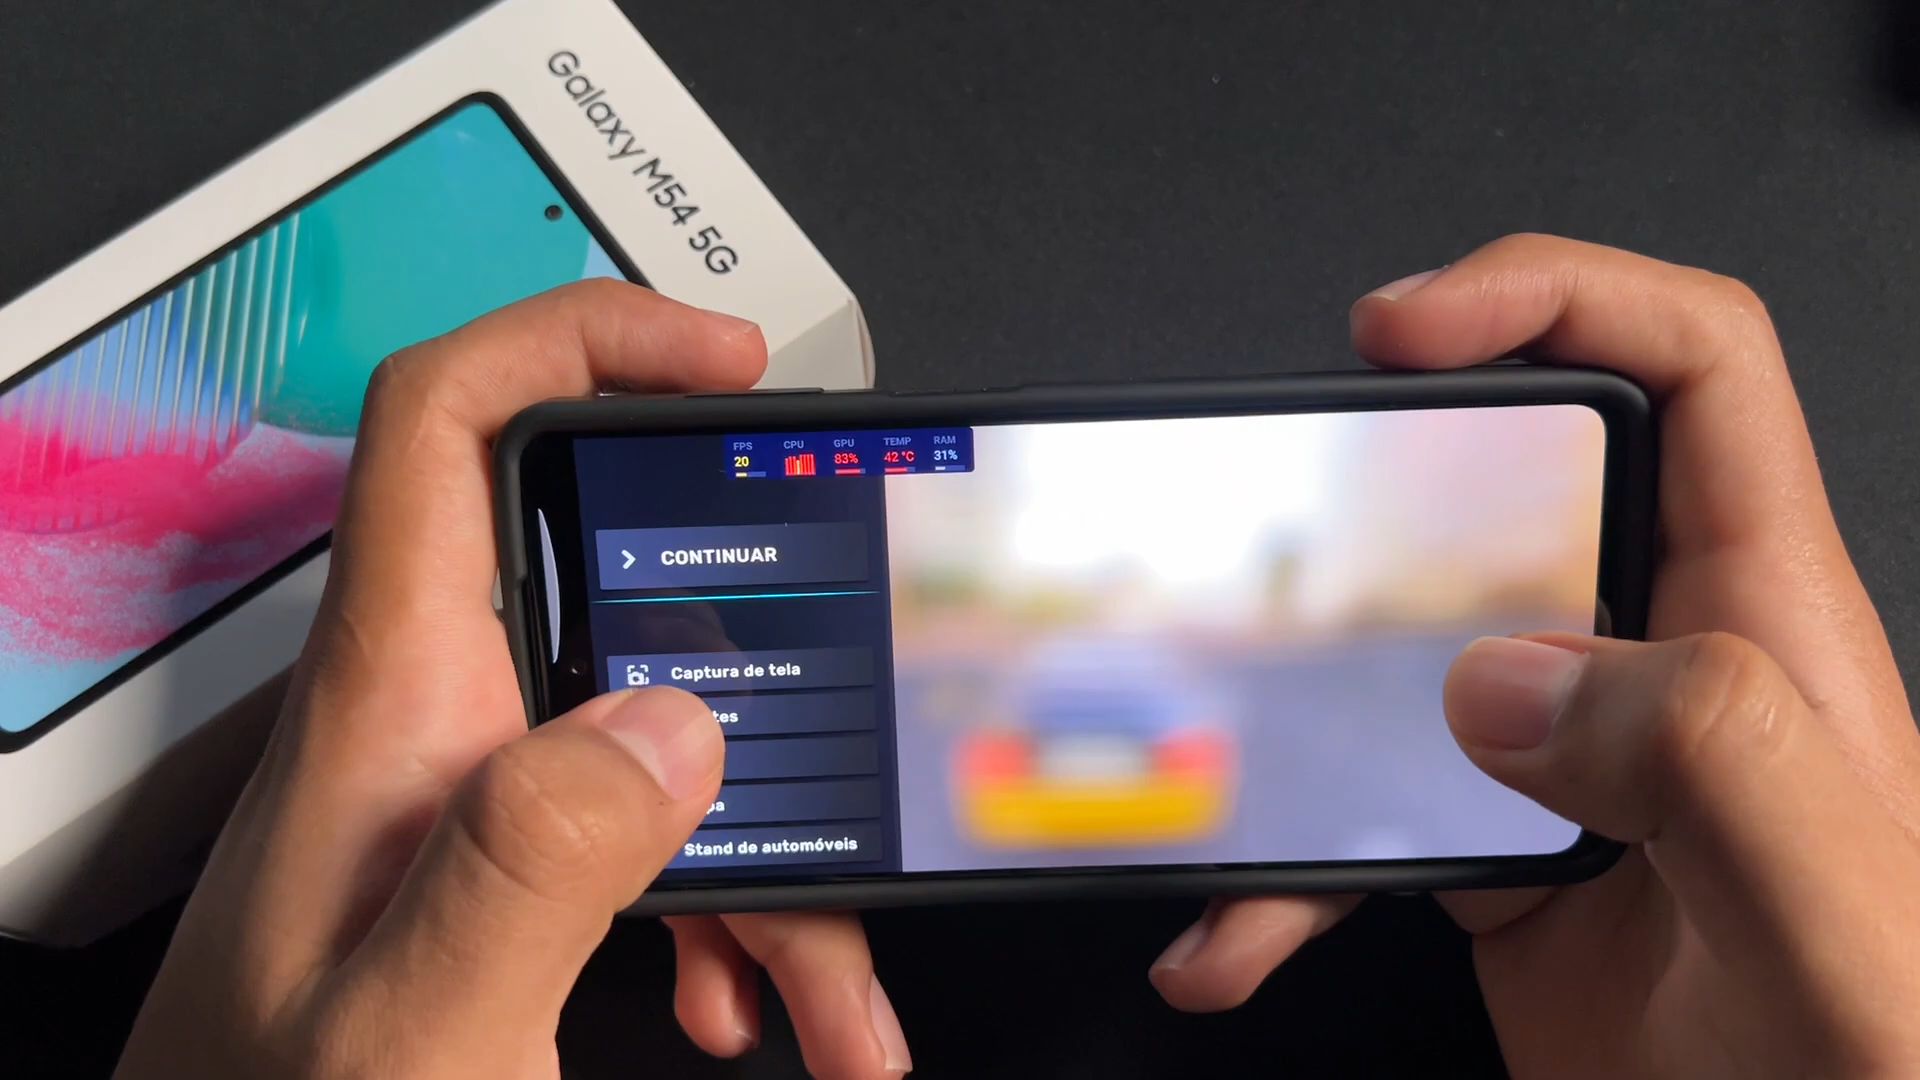 Galaxy M54 5G
FPS CPU GPU TEMP RAM
20 83% 42 °C 31%
CONTINUAR
Captura de tela
Stand de automóveis